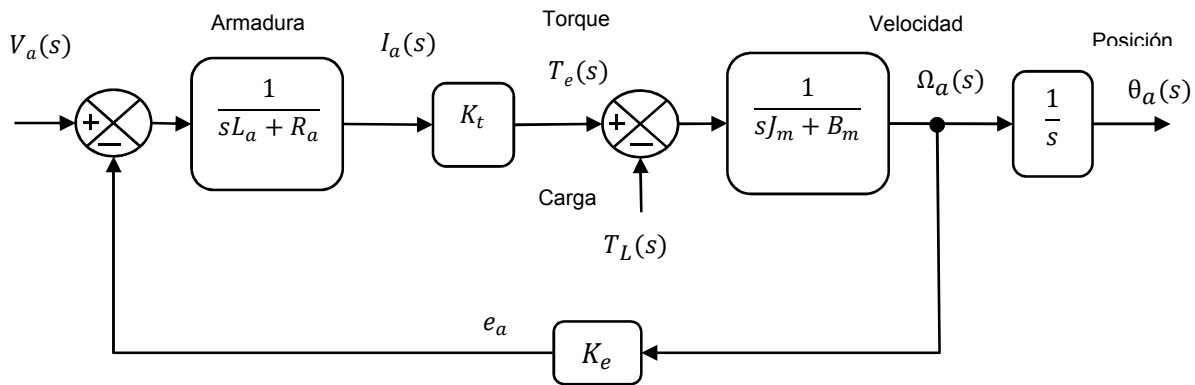 Armadura
Torque
Velocidad
Posición
V_a(s)
I_a(s)
T_e(s)
Ω_a(s)
θ_a(s)
+
−
1
sL_a + R_a
K_t
+
−
1
sJ_m + B_m
1
s
Carga
T_L(s)
e_a
K_e